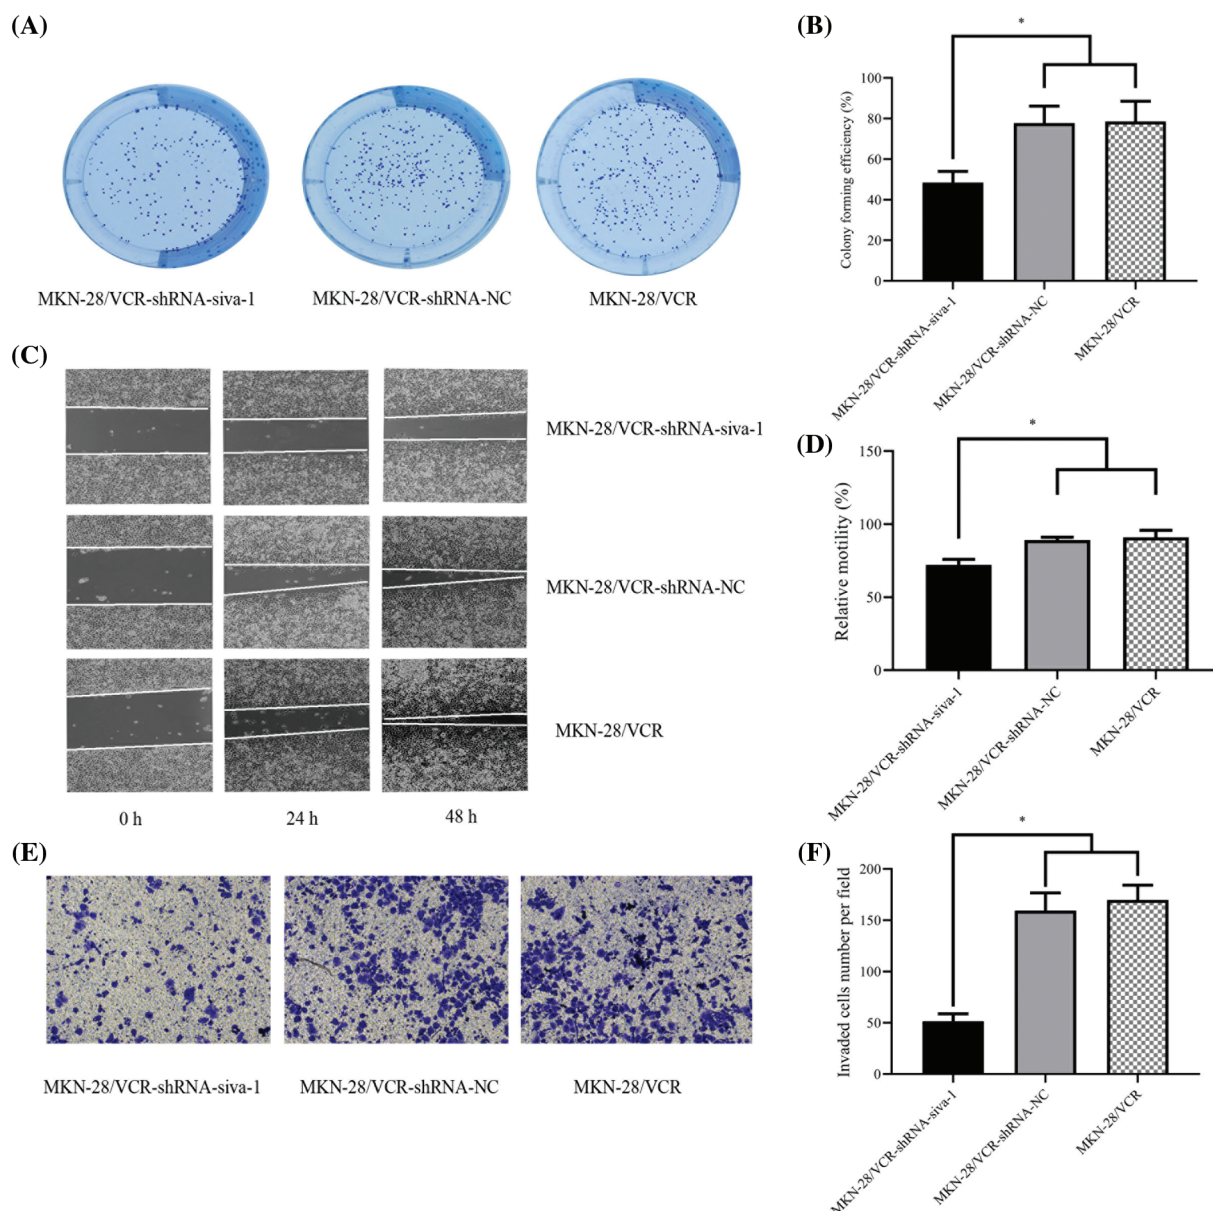 (A)
MKN-28/VCR-shRNA-siva-1
MKN-28/VCR-shRNA-NC
MKN-28/VCR
(B)
*
Colony forming efficiency (%)
100
80
60
40
20
0
MKN-28/VCR-shRNA-siva-1
MKN-28/VCR-shRNA-NC
MKN-28/VCR
(C)
MKN-28/VCR-shRNA-siva-1
MKN-28/VCR-shRNA-NC
MKN-28/VCR
0 h
24 h
48 h
(D)
*
Relative motility (%)
150
100
50
0
MKN-28/VCR-shRNA-siva-1
MKN-28/VCR-shRNA-NC
MKN-28/VCR
(E)
MKN-28/VCR-shRNA-siva-1
MKN-28/VCR-shRNA-NC
MKN-28/VCR
(F)
*
Invaded cells number per field
200
150
100
50
0
MKN-28/VCR-shRNA-siva-1
MKN-28/VCR-shRNA-NC
MKN-28/VCR